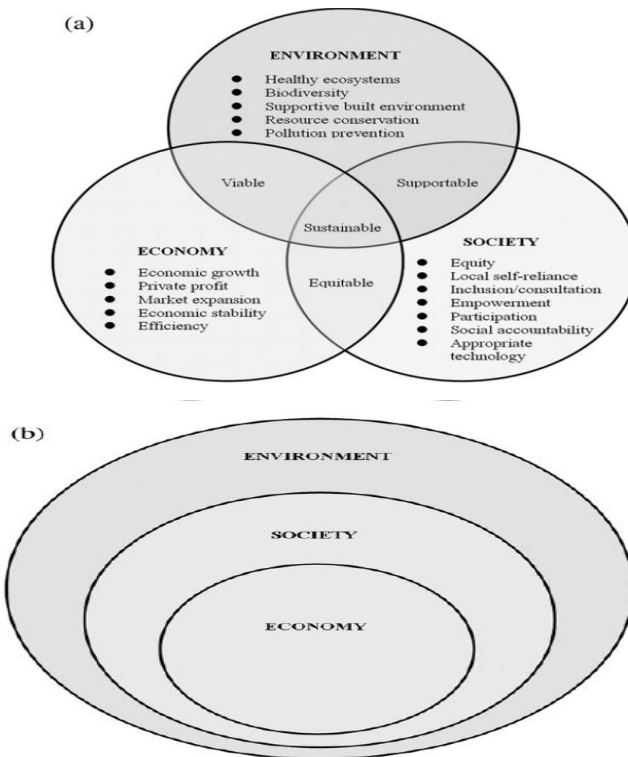 (a)
ENVIRONMENT
● Healthy ecosystems
● Biodiversity
● Supportive built environment
● Resource conservation
● Pollution prevention
Viable
Supportable
Sustainable
Equitable
ECONOMY
● Economic growth
● Private profit
● Market expansion
● Economic stability
● Efficiency
SOCIETY
● Equity
● Local self-reliance
● Inclusion/consultation
● Empowerment
● Participation
● Social accountability
● Appropriate
technology
(b)
ENVIRONMENT
SOCIETY
ECONOMY